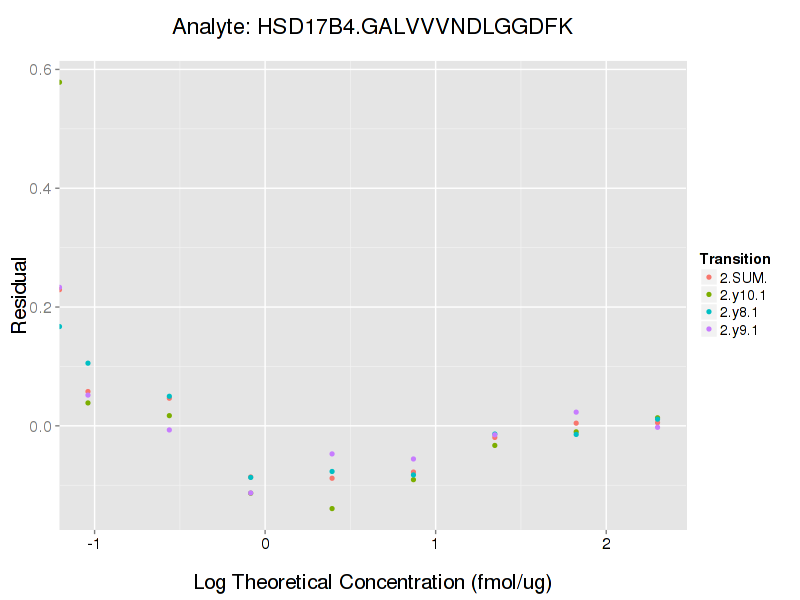 Analyte: HSD17B4.GALVVVNDLGGDFK
0.6
0.4
0.2
0.0
Residual
-1
0
1
2
Log Theoretical Concentration (fmol/ug)
Transition
2.SUM.
2.y10.1
2.y8.1
2.y9.1